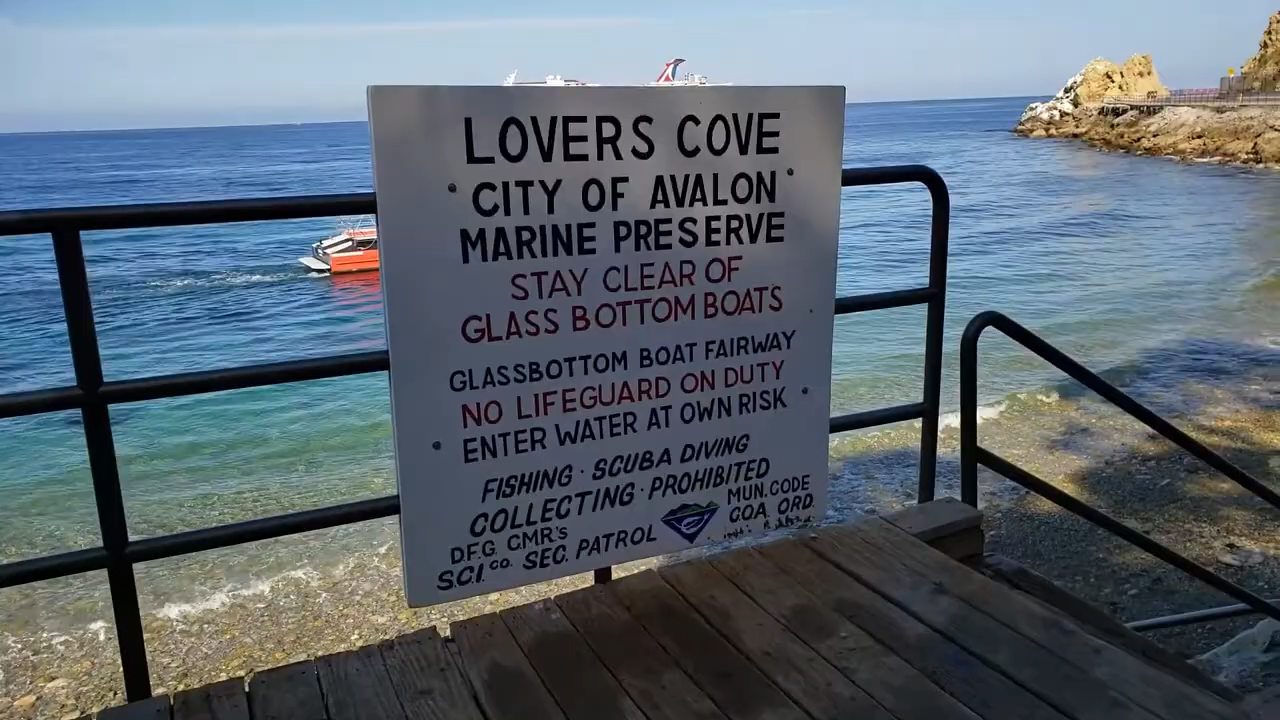 LOVERS COVE
CITY OF AVALON
MARINE PRESERVE
STAY CLEAR OF
GLASS BOTTOM BOATS
GLASSBOTTOM BOAT FAIRWAY
NO LIFEGUARD ON DUTY
ENTER WATER AT OWN RISK
FISHING · SCUBA DIVING
COLLECTING · PROHIBITED
D.F.G. CMR'S
S.C.I. CO. SEC. PATROL
MUN. CODE
COA. ORD.